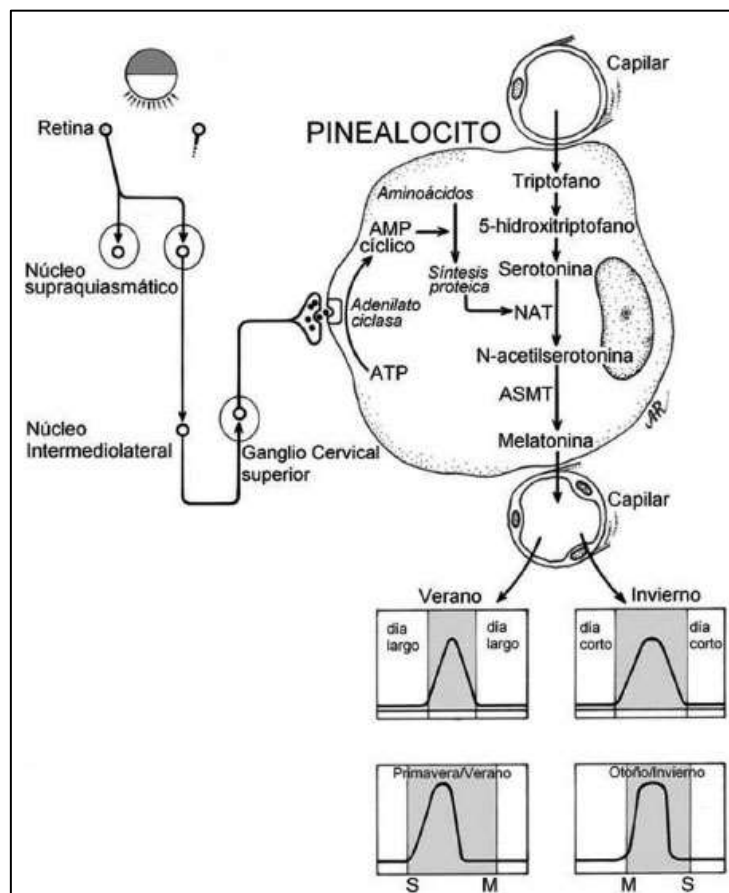 Retina
Núcleo
supraquiasmático
Núcleo
Intermediolateral
Ganglio Cervical
superior
PINEALOCITO
Capilar
Aminoácidos
AMP
cíclico
Síntesis
proteica
Adenilato
ciclasa
ATP
Triptofano
5-hidroxitriptofano
Serotonina
NAT
N-acetilserotonina
ASMT
Melatonina
AR
Capilar
Verano
día
largo
día
largo
Invierno
día
corto
día
corto
Primavera/Verano
S M
Otoño/Invierno
M S